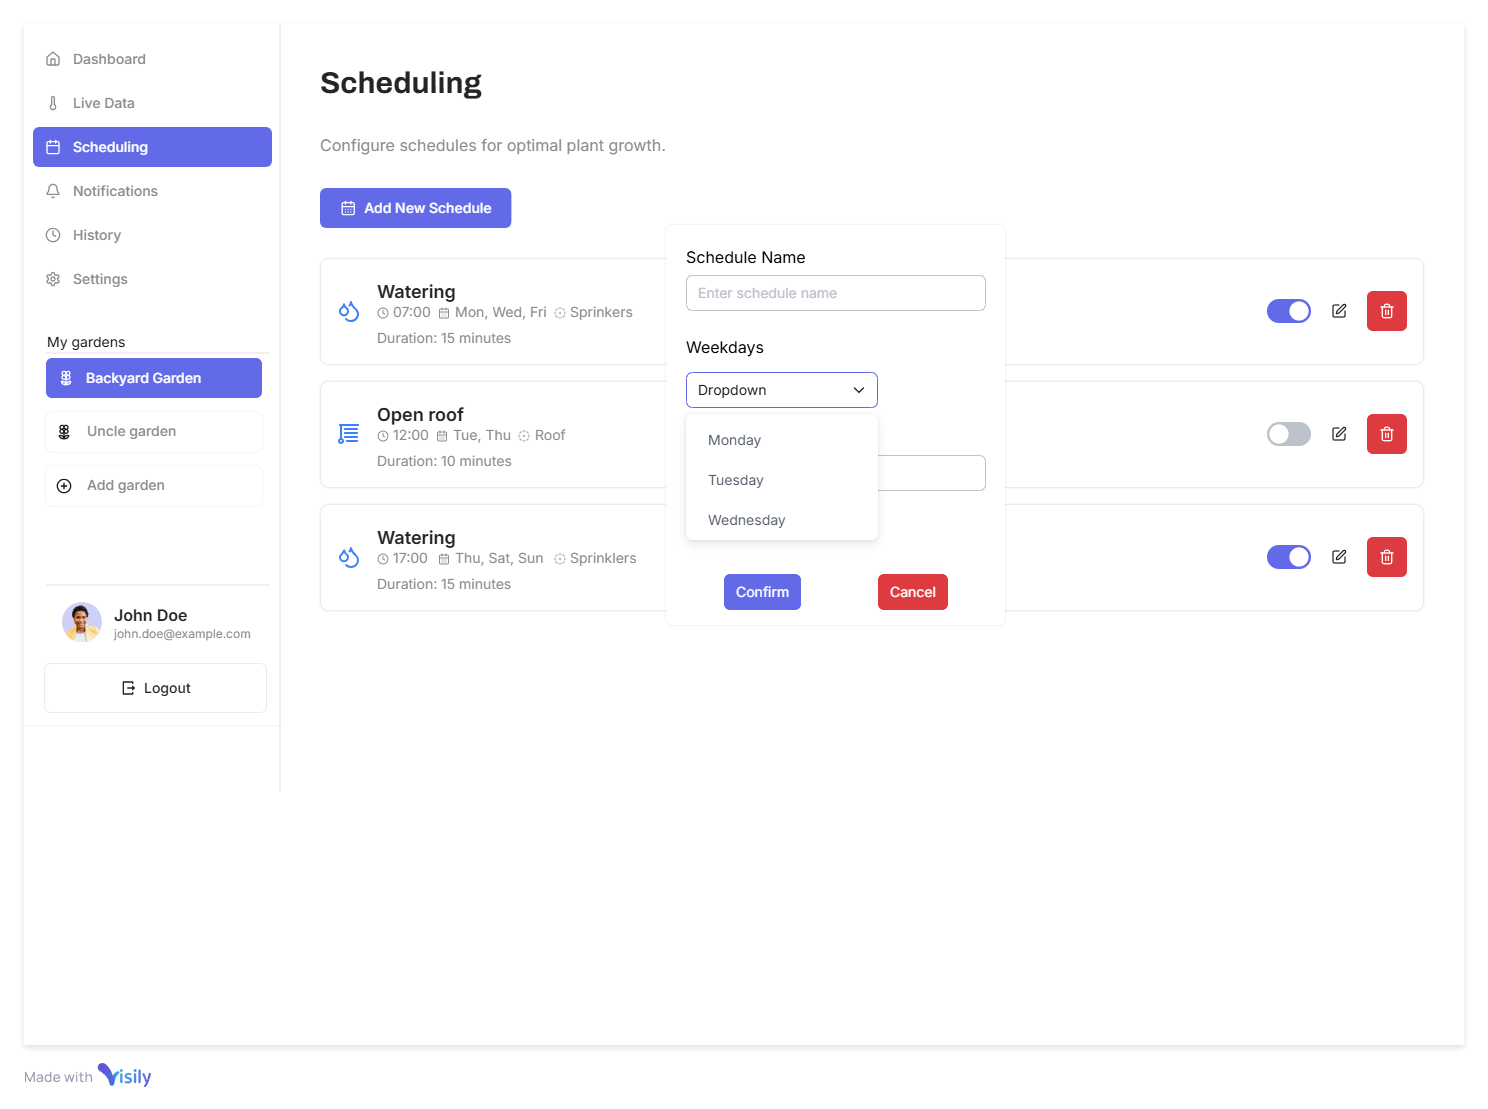 Dashboard
Live Data
Scheduling
Notifications
History
Settings
My gardens
Backyard Garden
Uncle garden
Add garden
John Doe
john.doe@example.com
Logout
Scheduling
Configure schedules for optimal plant growth.
Add New Schedule
Watering
07:00 Mon, Wed, Fri Sprinkers
Duration: 15 minutes
Open roof
12:00 Tue, Thu Roof
Duration: 10 minutes
Watering
17:00 Thu, Sat, Sun Sprinklers
Duration: 15 minutes
Schedule Name
Enter schedule name
Weekdays
Dropdown
Monday
Tuesday
Wednesday
Confirm
Cancel
Made with Visily